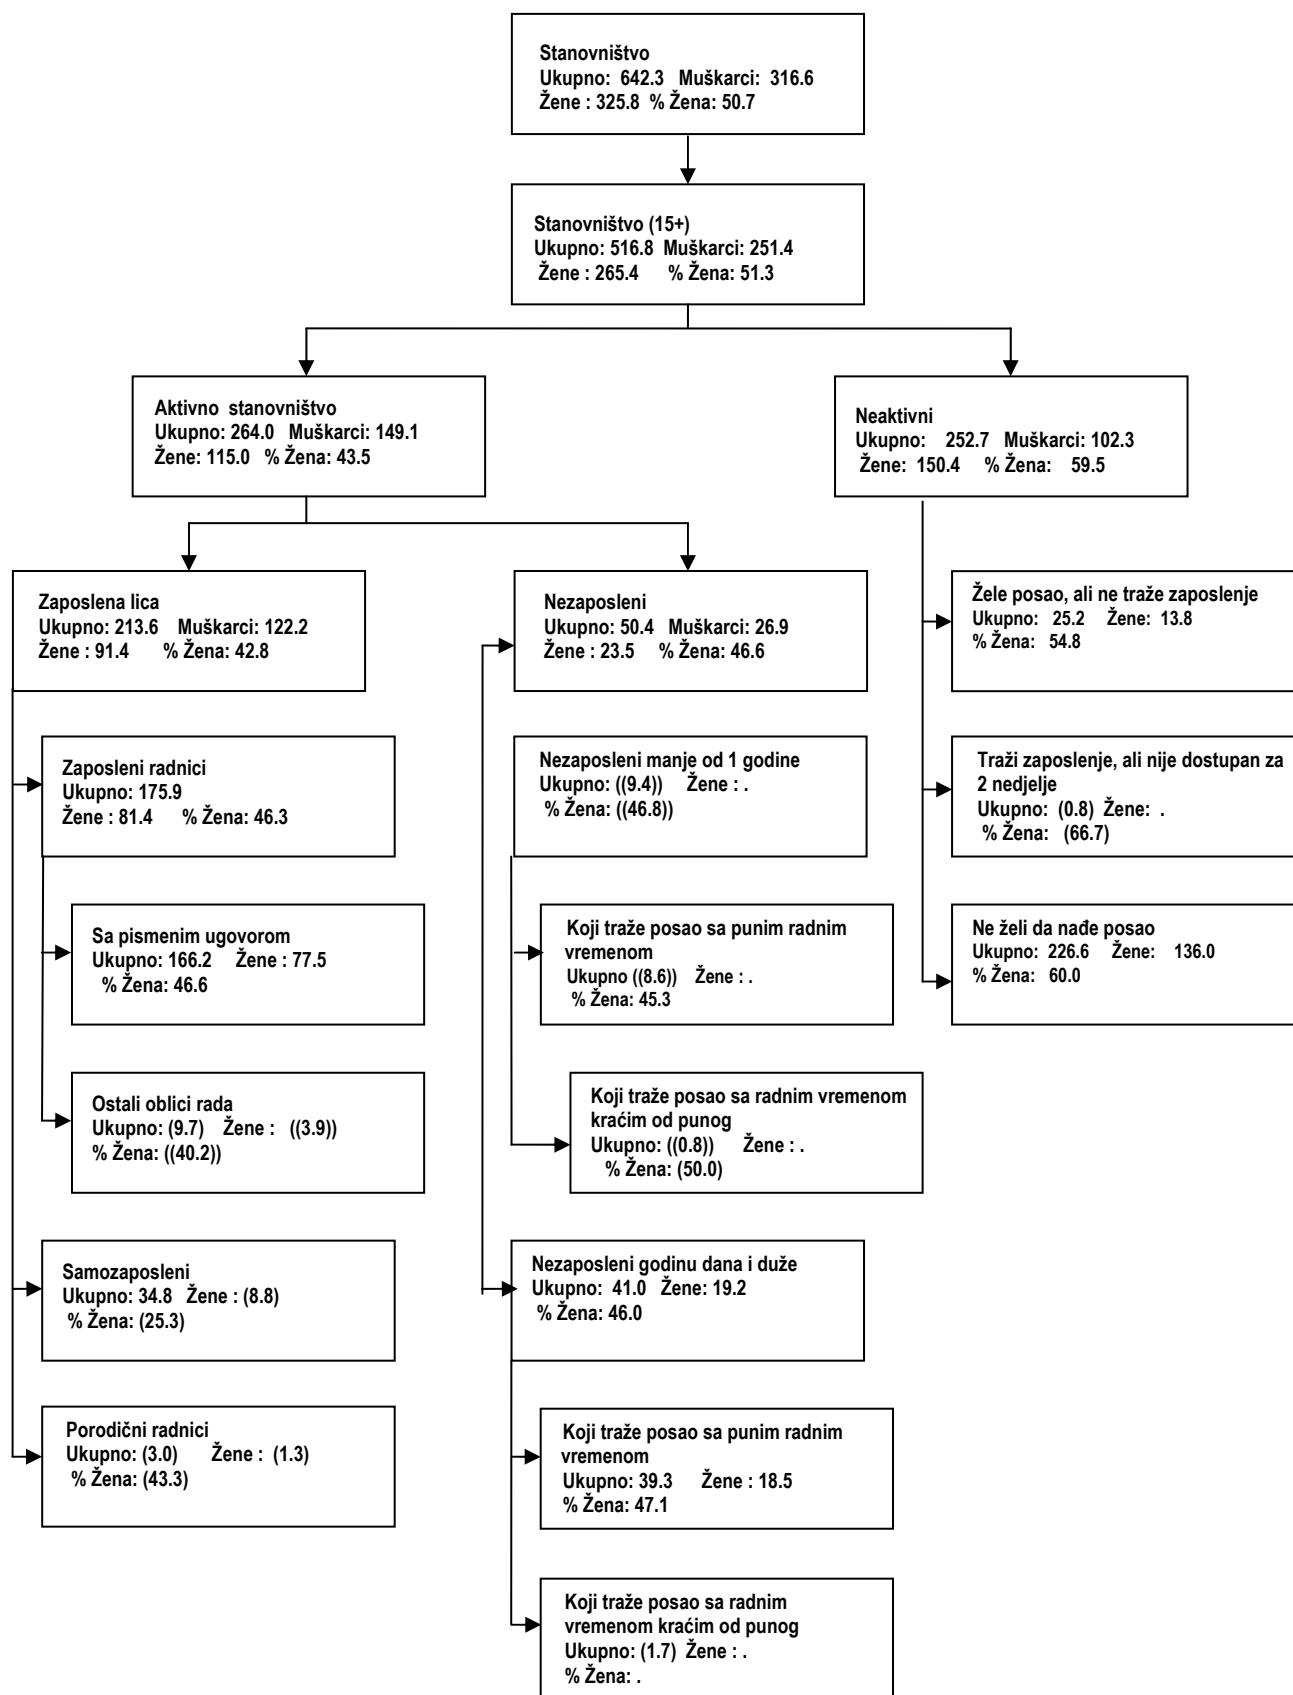 Stanovništvo
Ukupno: 642.3 Muškarci: 316.6
Žene : 325.8 % Žena: 50.7
Stanovništvo (15+)
Ukupno: 516.8 Muškarci: 251.4
Žene : 265.4 % Žena: 51.3
Aktivno stanovništvo
Ukupno: 264.0 Muškarci: 149.1
Žene: 115.0 % Žena: 43.5
Neaktivni
Ukupno: 252.7 Muškarci: 102.3
Žene: 150.4 % Žena: 59.5
Zaposlena lica
Ukupno: 213.6 Muškarci: 122.2
Žene : 91.4 % Žena: 42.8
Nezaposleni
Ukupno: 50.4 Muškarci: 26.9
Žene : 23.5 % Žena: 46.6
Žele posao, ali ne traže zaposlenje
Ukupno: 25.2 Žene: 13.8
% Žena: 54.8
Zaposleni radnici
Ukupno: 175.9
Žene : 81.4 % Žena: 46.3
Nezaposleni manje od 1 godine
Ukupno: ((9.4)) Žene : .
% Žena: ((46.8))
Traži zaposlenje, ali nije dostupan za
2 nedjelje
Ukupno: (0.8) Žene: .
% Žena: (66.7)
Sa pismenim ugovorom
Ukupno: 166.2 Žene : 77.5
% Žena: 46.6
Koji traže posao sa punim radnim
vremenom
Ukupno ((8.6)) Žene : .
% Žena: 45.3
Ne želi da nađe posao
Ukupno: 226.6 Žene: 136.0
% Žena: 60.0
Ostali oblici rada
Ukupno: (9.7) Žene : ((3.9))
% Žena: ((40.2))
Koji traže posao sa radnim vremenom
kraćim od punog
Ukupno: ((0.8)) Žene : .
% Žena: (50.0)
Samozaposleni
Ukupno: 34.8 Žene : (8.8)
% Žena: (25.3)
Nezaposleni godinu dana i duže
Ukupno: 41.0 Žene: 19.2
% Žena: 46.0
Porodični radnici
Ukupno: (3.0) Žene : (1.3)
% Žena: (43.3)
Koji traže posao sa punim radnim
vremenom
Ukupno: 39.3 Žene : 18.5
% Žena: 47.1
Koji traže posao sa radnim
vremenom kraćim od punog
Ukupno: (1.7) Žene : .
% Žena: .